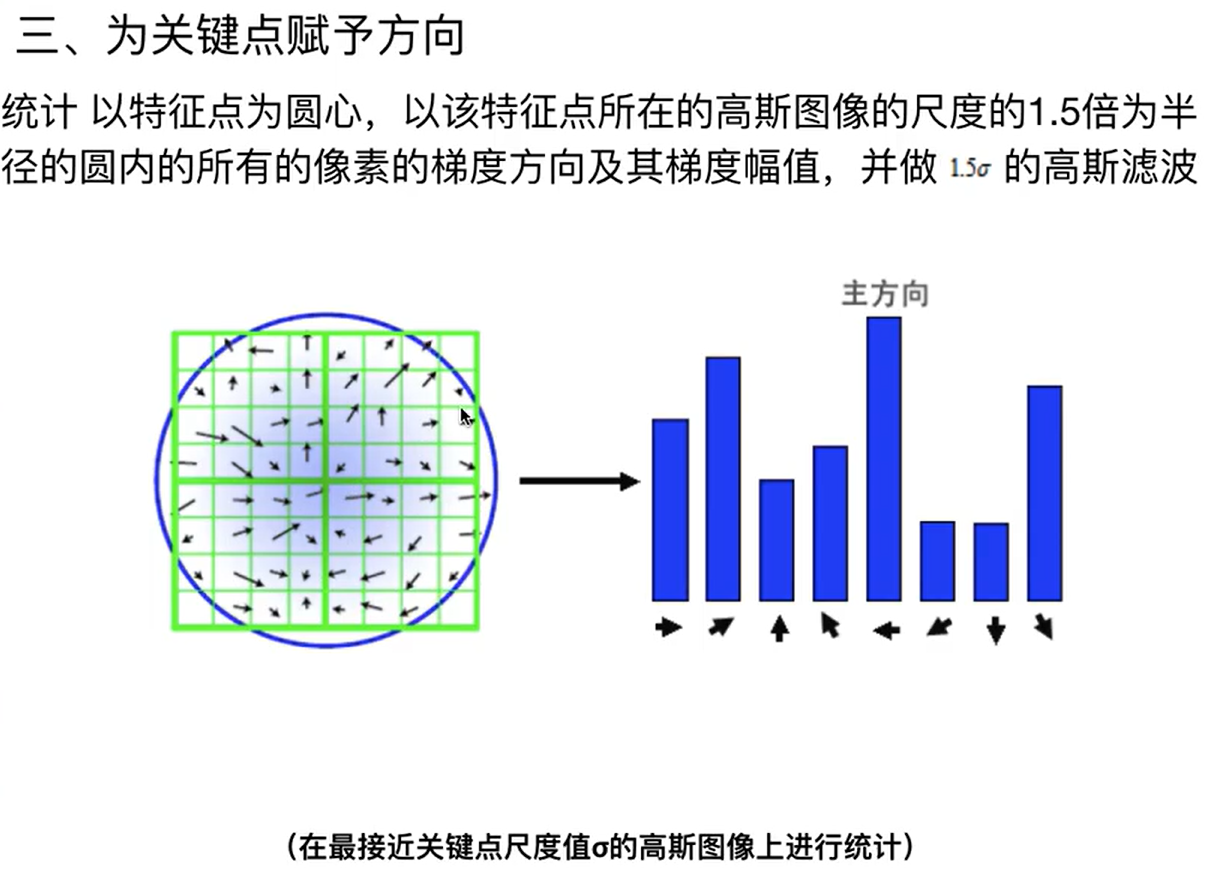 三、为关键点赋予方向
统计 以特征点为圆心，以该特征点所在的高斯图像的尺度的1.5倍为半
径的圆内的所有的像素的梯度方向及其梯度幅值，并做 1.5σ 的高斯滤波
主方向
（在最接近关键点尺度值σ的高斯图像上进行统计）